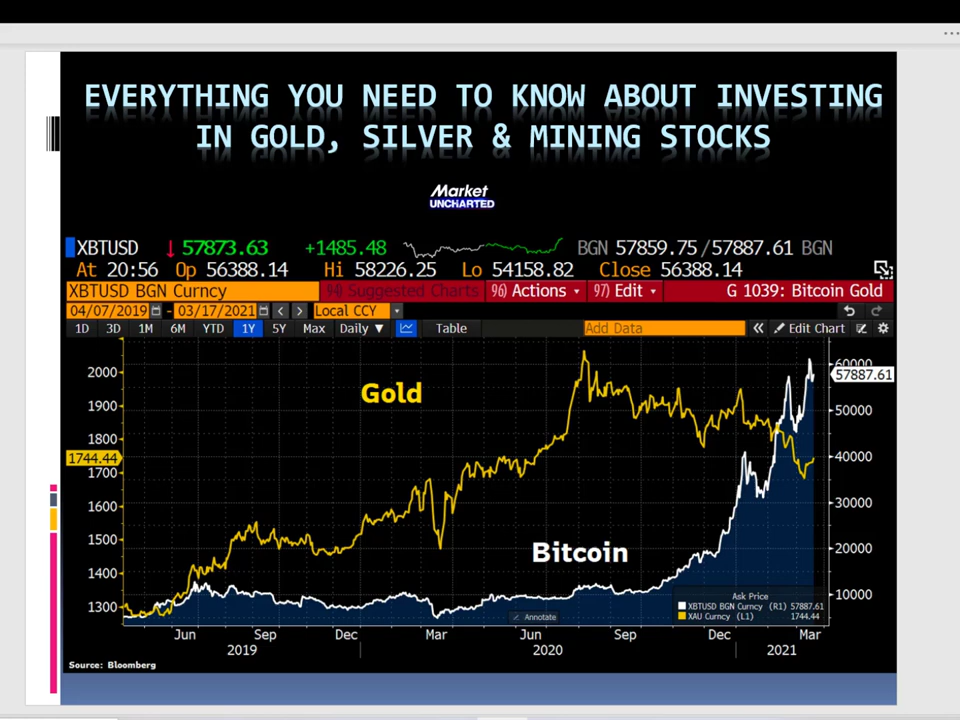 EVERYTHING YOU NEED TO KNOW ABOUT INVESTING
IN GOLD, SILVER & MINING STOCKS
Market
UNCHARTED
XBTUSD ↓ 57873.63 +1485.48 BGN 57859.75/57887.61 BGN
At 20:56 Op 56388.14 Hi 58226.25 Lo 54158.82 Close 56388.14
XBTUSD BGN Curncy 94) Suggested Charts 96) Actions 97) Edit G 1039: Bitcoin Gold
04/07/2019 - 03/17/2021 Local CCY
1D 3D 1M 6M YTD 1Y 5Y Max Daily ▼ Table Add Data « Edit Chart
2000 60000
57887.61
Gold
1900 50000
1800 40000
1744.44
1700
1600 30000
1500 20000
Bitcoin
1400 10000
1300
Ask Price
XBTUSD BGN Curncy (R1) 57887.61
XAU Curncy (L1) 1744.44
Annotate
Jun Sep Dec Mar Jun Sep Dec Mar
2019 2020 2021
Source: Bloomberg